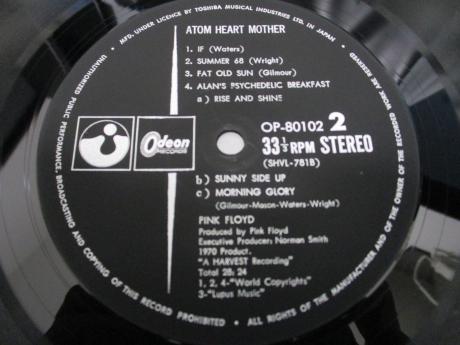 MFD. UNDER LICENCE BY TOSHIBA MUSICAL INDUSTRIES LTD. IN JAPAN •
ALL RIGHTS OF THE MANUFACTURER AND OF THE OWNER OF THE RECORDED WORK ARE RESERVED
UNAUTHORIZED PUBLIC PERFORMANCE, BROADCASTING AND COPYING OF THIS RECORD PROHIBITED •
ATOM HEART MOTHER
1. IF (Waters)
2. SUMMER 68 (Wright)
3. FAT OLD SUN (Gilmour)
4. ALAN'S PSYCHEDELIC BREAKFAST
a) RISE AND SHINE
Odeon
RECORDS
OP-80102 2
33⅓RPM STEREO
(SHVL-781B)
b) SUNNY SIDE UP
c) MORNING GLORY
(Gilmour-Mason-Waters-Wright)
PINK FLOYD
Produced by Pink Floyd
Executive Producer: Norman Smith
1970 Product.
"A HARVEST Recording"
Total 28: 24
1, 2, 4-"World Copyrights"
3-"Lupus Music"